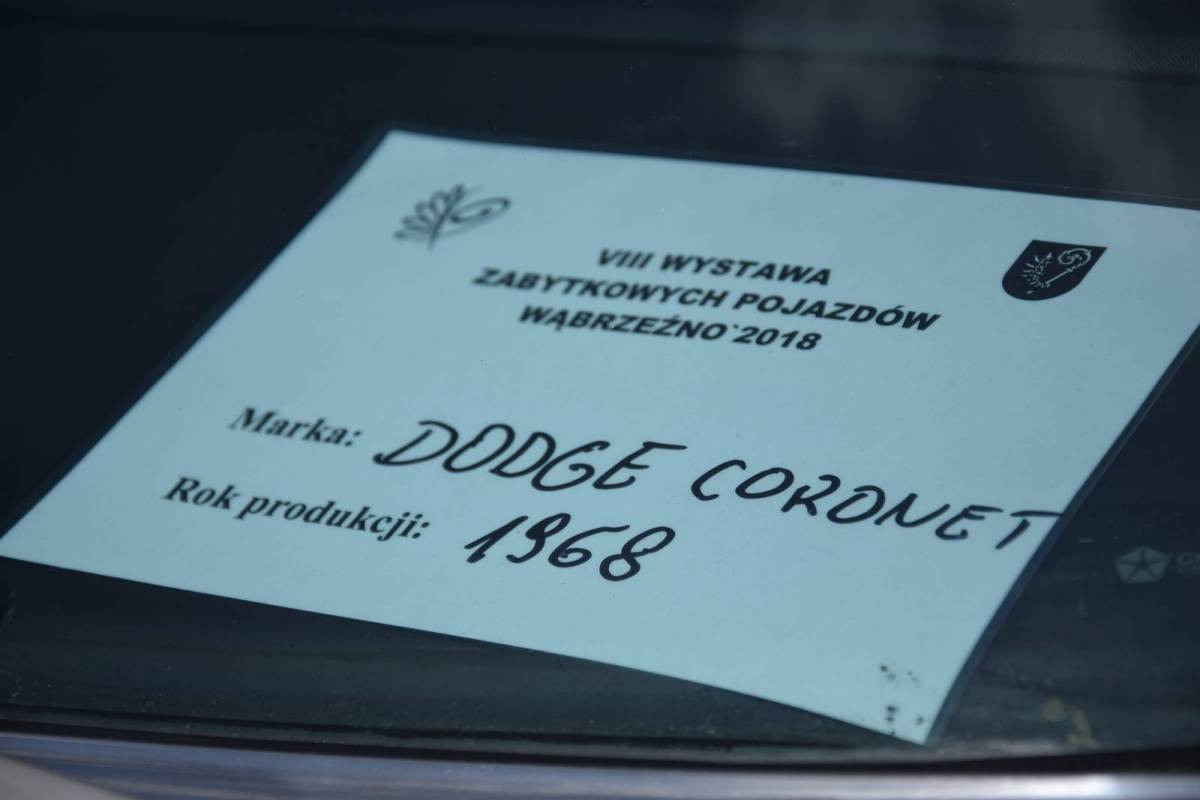 VIII WYSTAWA
ZABYTKOWYCH POJAZDÓW
WĄBRZEŹNO`2018
Marka: DODGE CORONET
Rok produkcji: 1968